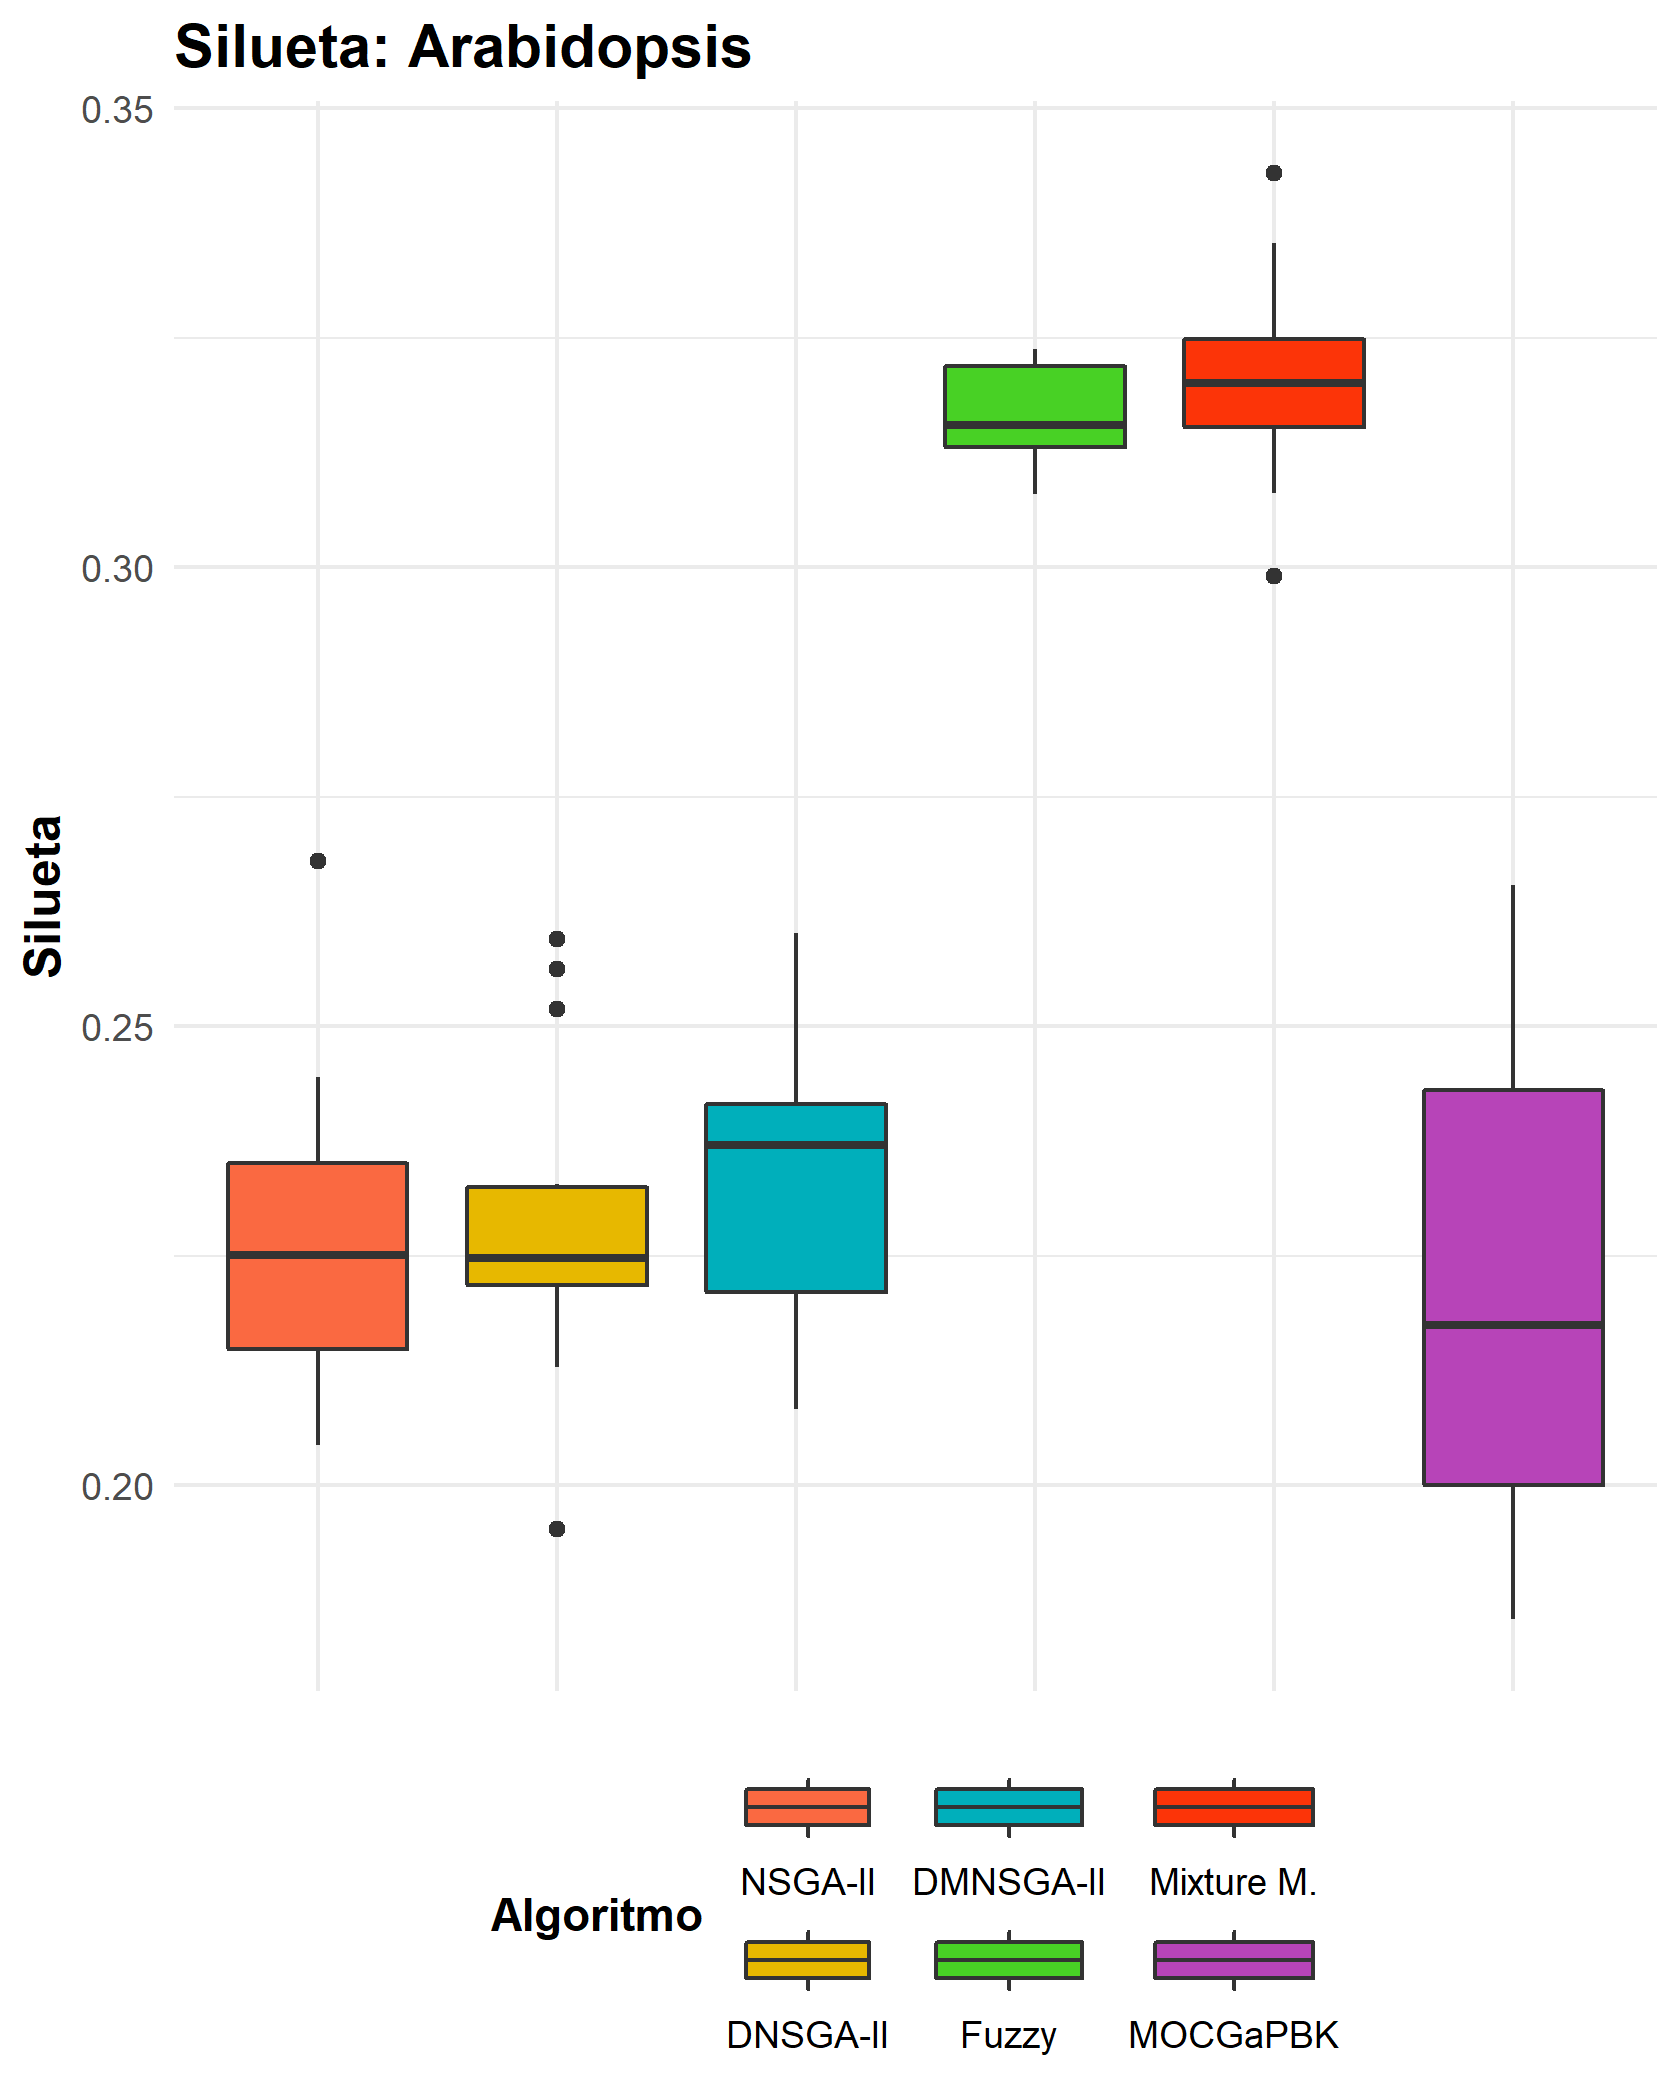 Silueta: Arabidopsis
0.35
0.30
0.25
0.20
Silueta
Algoritmo
NSGA-II
DMNSGA-II
Mixture M.
DNSGA-II
Fuzzy
MOCGaPBK